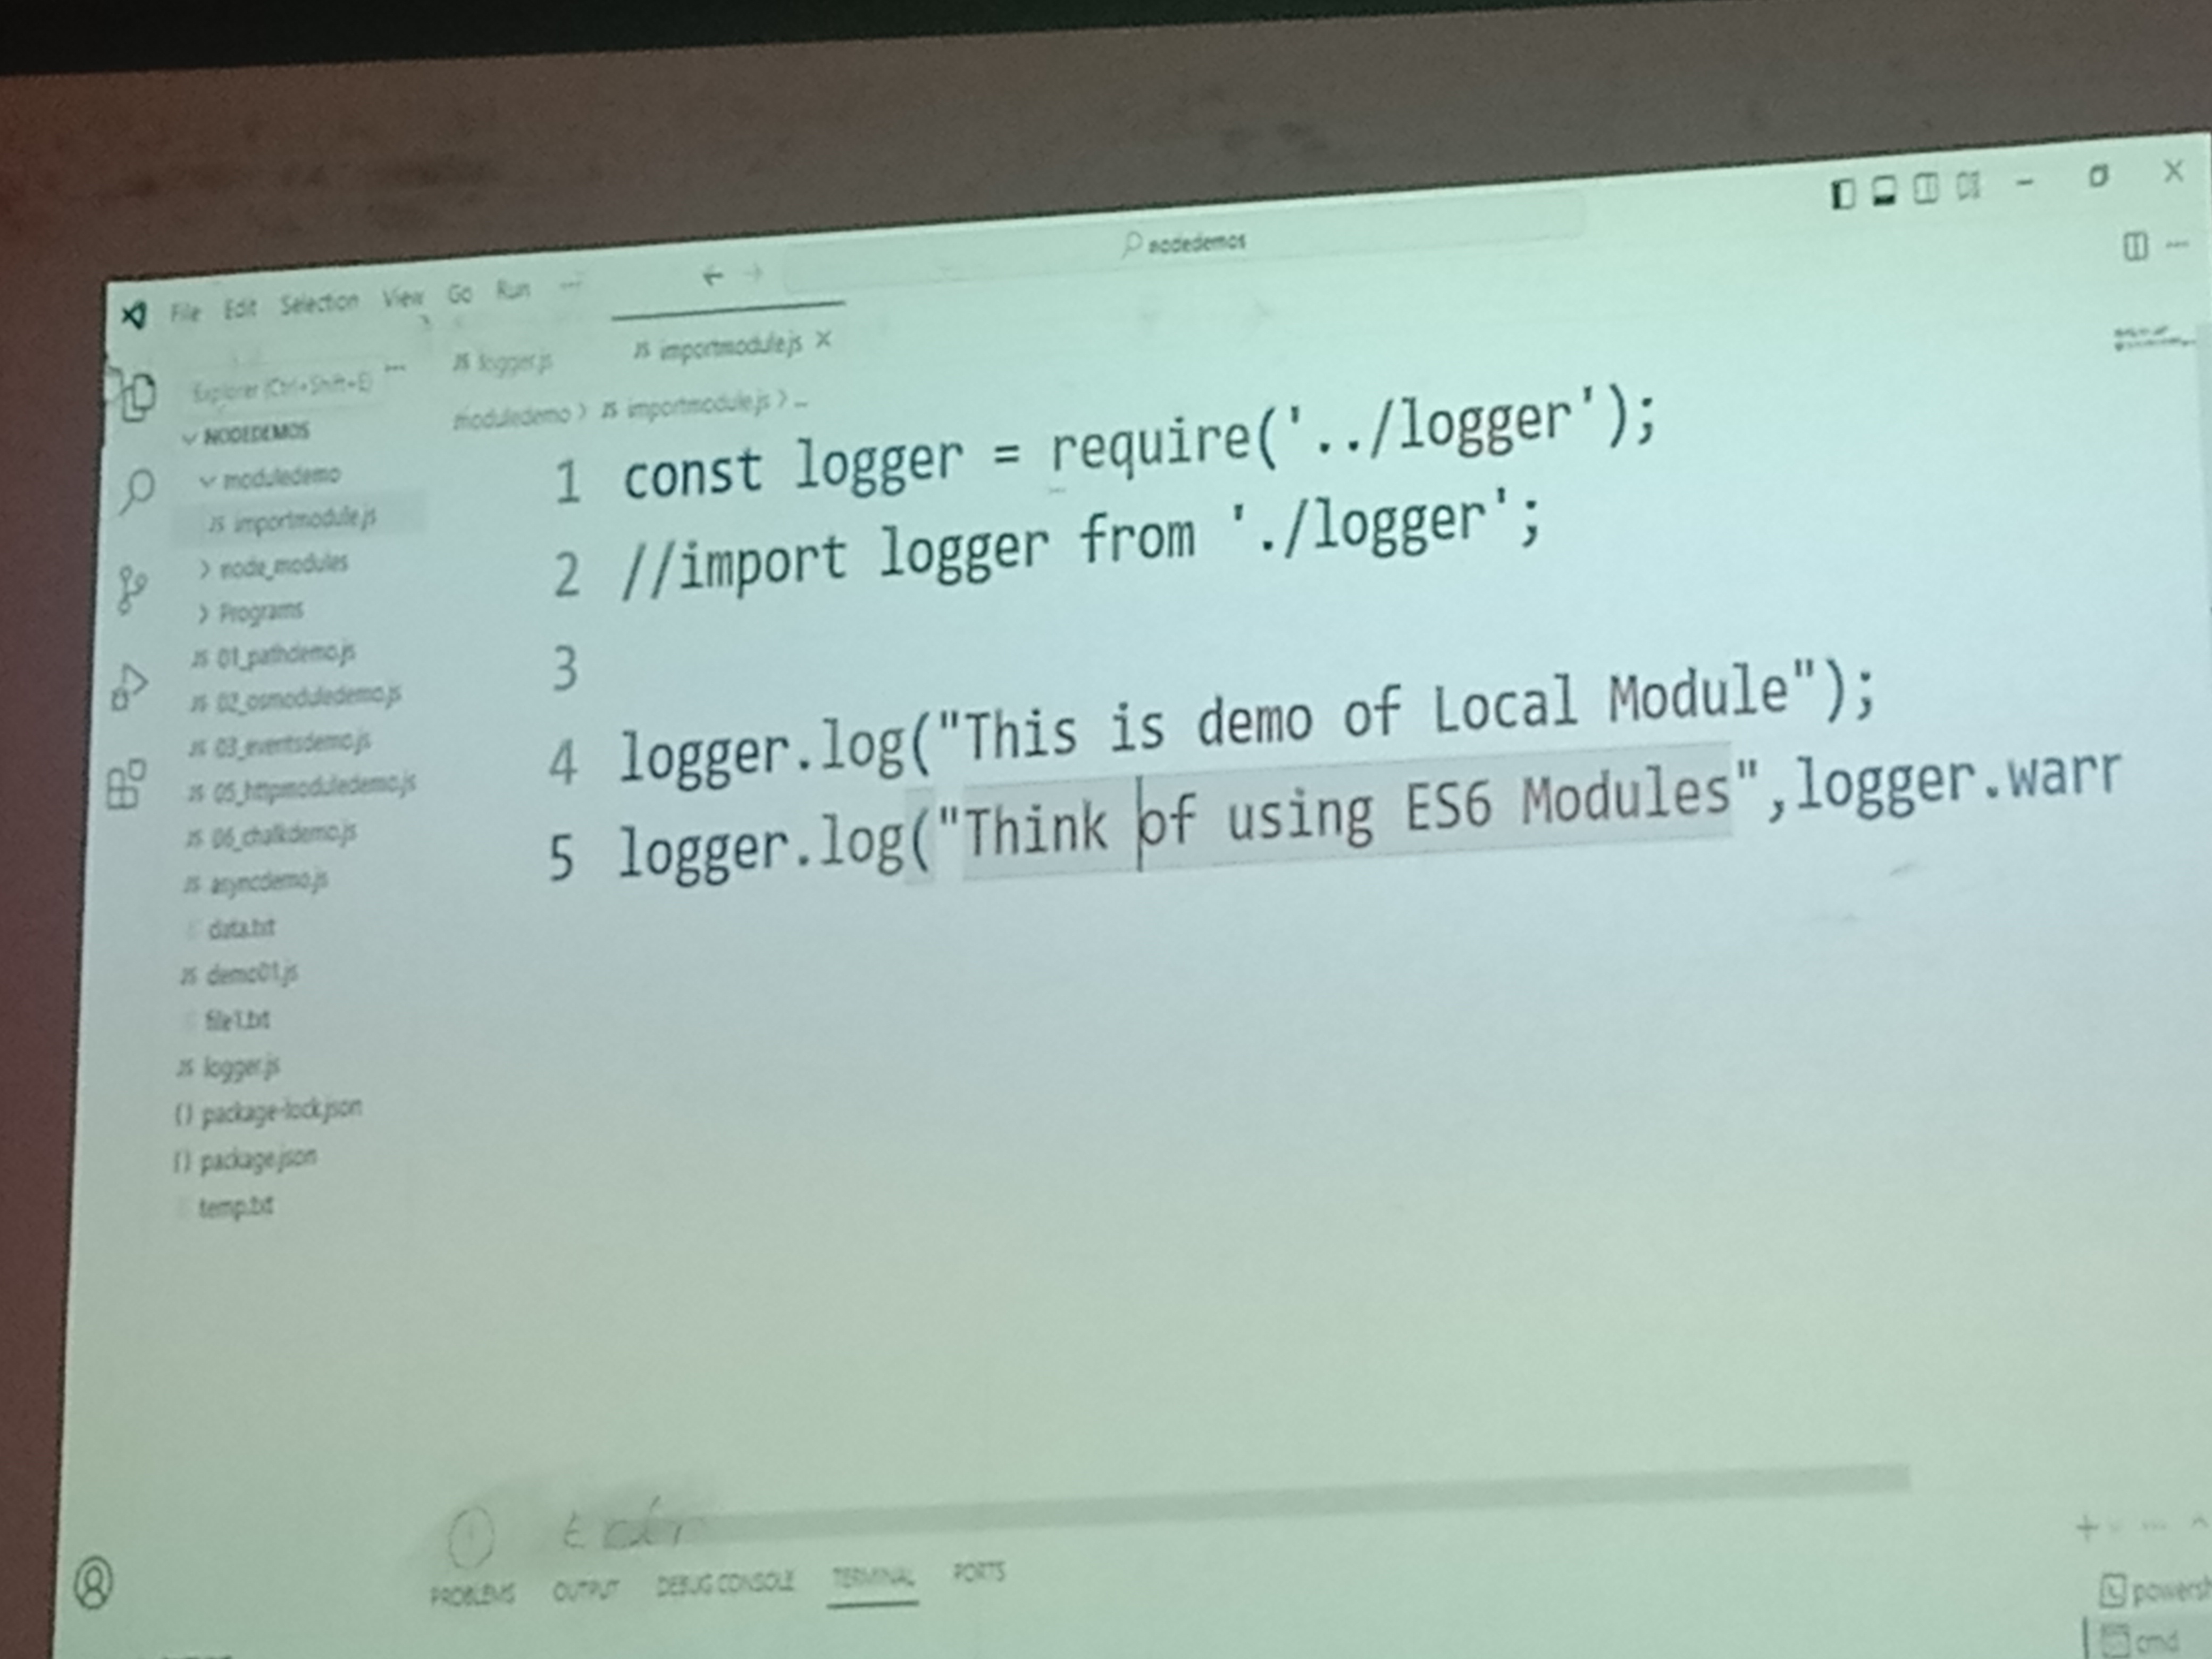 nodedemos
File Edit Selection View Go Run ...
JS logger.js
JS importmodule.js ×
Explorer (Ctrl+Shift+E) ...
moduledemo > JS importmodule.js > ...
NODEDEMOS
moduledemo
JS importmodule.js
node_modules
Programs
JS 01_pathdemo.js
JS 02_osmoduledemo.js
JS 03_eventsdemo.js
JS 05_httpmoduledemo.js
JS 06_chalkdemo.js
JS asyncdemo.js
data.txt
JS demo01.js
file1.txt
JS logger.js
{} package-lock.json
{} package.json
temp.txt
1 const logger = require('../logger');
2 //import logger from './logger';
3
4 logger.log("This is demo of Local Module");
5 logger.log("Think of using ES6 Modules",logger.warr
PROBLEMS OUTPUT DEBUG CONSOLE TERMINAL PORTS
powersh
cmd